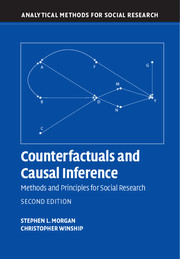 ANALYTICAL METHODS FOR SOCIAL RESEARCH
A
F
G
M
B
D
N
Y
C
Counterfactuals and
Causal Inference
Methods and Principles for Social Research
SECOND EDITION
STEPHEN L. MORGAN
CHRISTOPHER WINSHIP